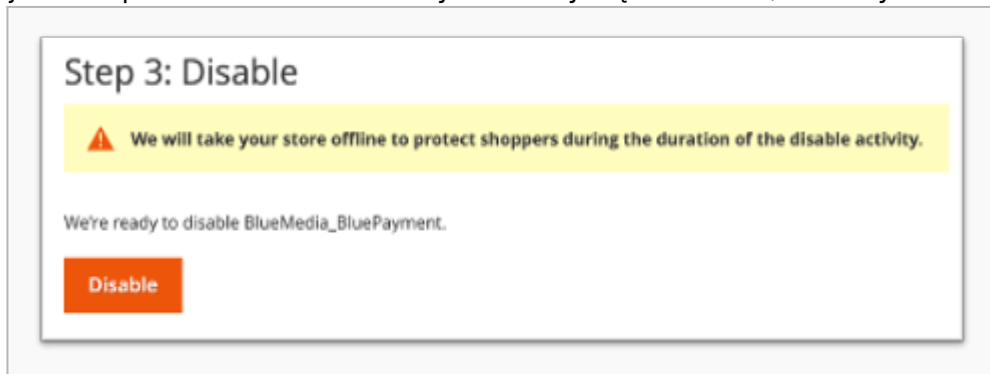 Step 3: Disable
We will take your store offline to protect shoppers during the duration of the disable activity.
We're ready to disable BlueMedia_BluePayment.
Disable